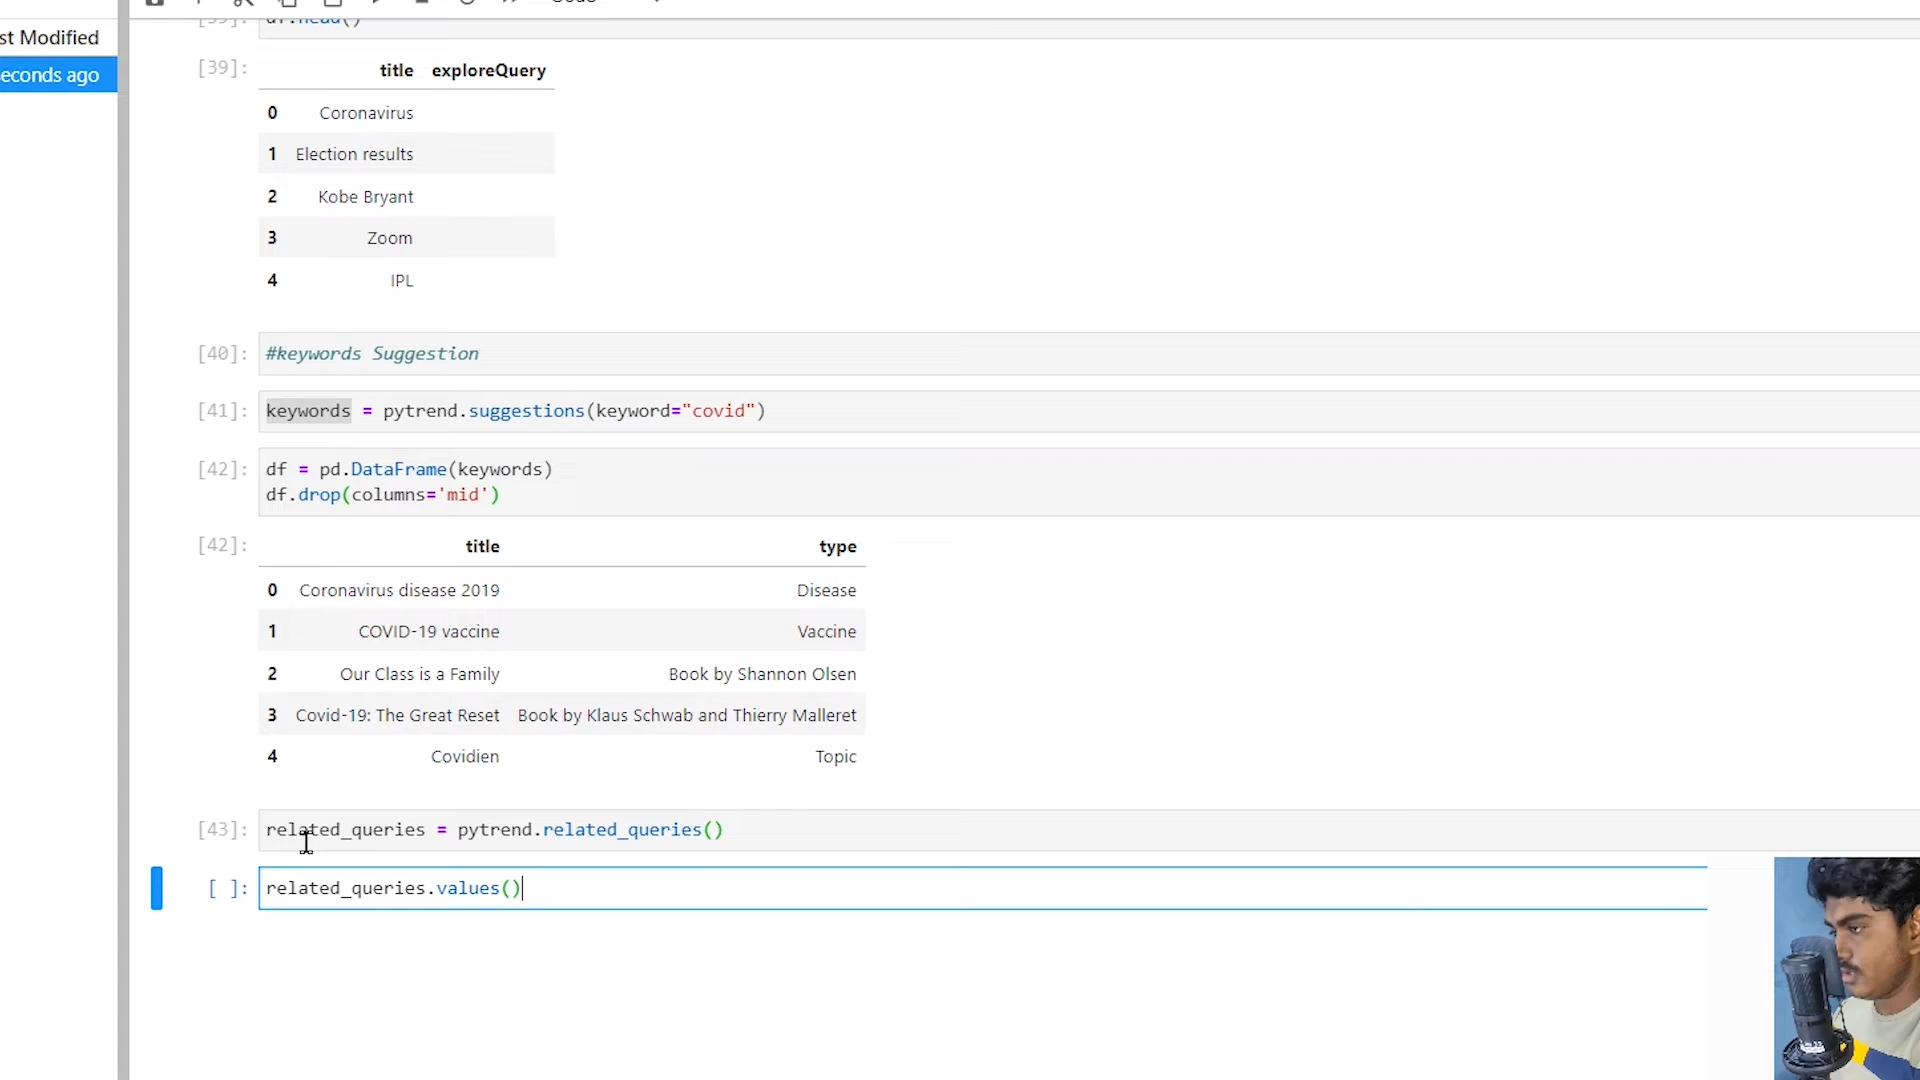 st Modified
econds ago
df.head()
[39]:
title exploreQuery
0 Coronavirus
1 Election results
2 Kobe Bryant
3 Zoom
4 IPL
[40]: #keywords Suggestion
[41]: keywords = pytrend.suggestions(keyword="covid")
[42]: df = pd.DataFrame(keywords)
df.drop(columns='mid')
[42]:
title type
0 Coronavirus disease 2019 Disease
1 COVID-19 vaccine Vaccine
2 Our Class is a Family Book by Shannon Olsen
3 Covid-19: The Great Reset Book by Klaus Schwab and Thierry Malleret
4 Covidien Topic
[43]: related_queries = pytrend.related_queries()
[ ]: related_queries.values()